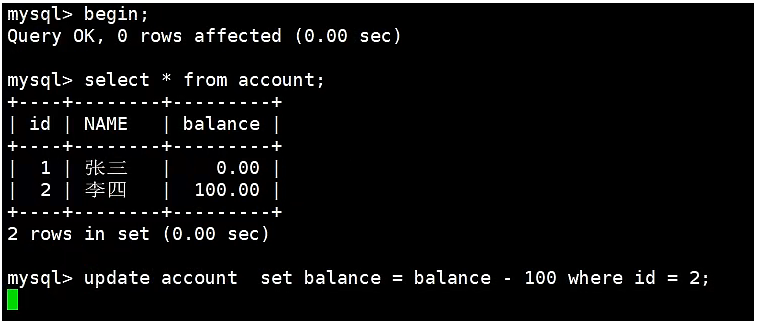 mysql> begin;
Query OK, 0 rows affected (0.00 sec)
mysql> select * from account;
+----+--------+---------+
| id | NAME   | balance |
+----+--------+---------+
|  1 | 张三   |    0.00 |
|  2 | 李四   |  100.00 |
+----+--------+---------+
2 rows in set (0.00 sec)
mysql> update account  set balance = balance - 100 where id = 2;